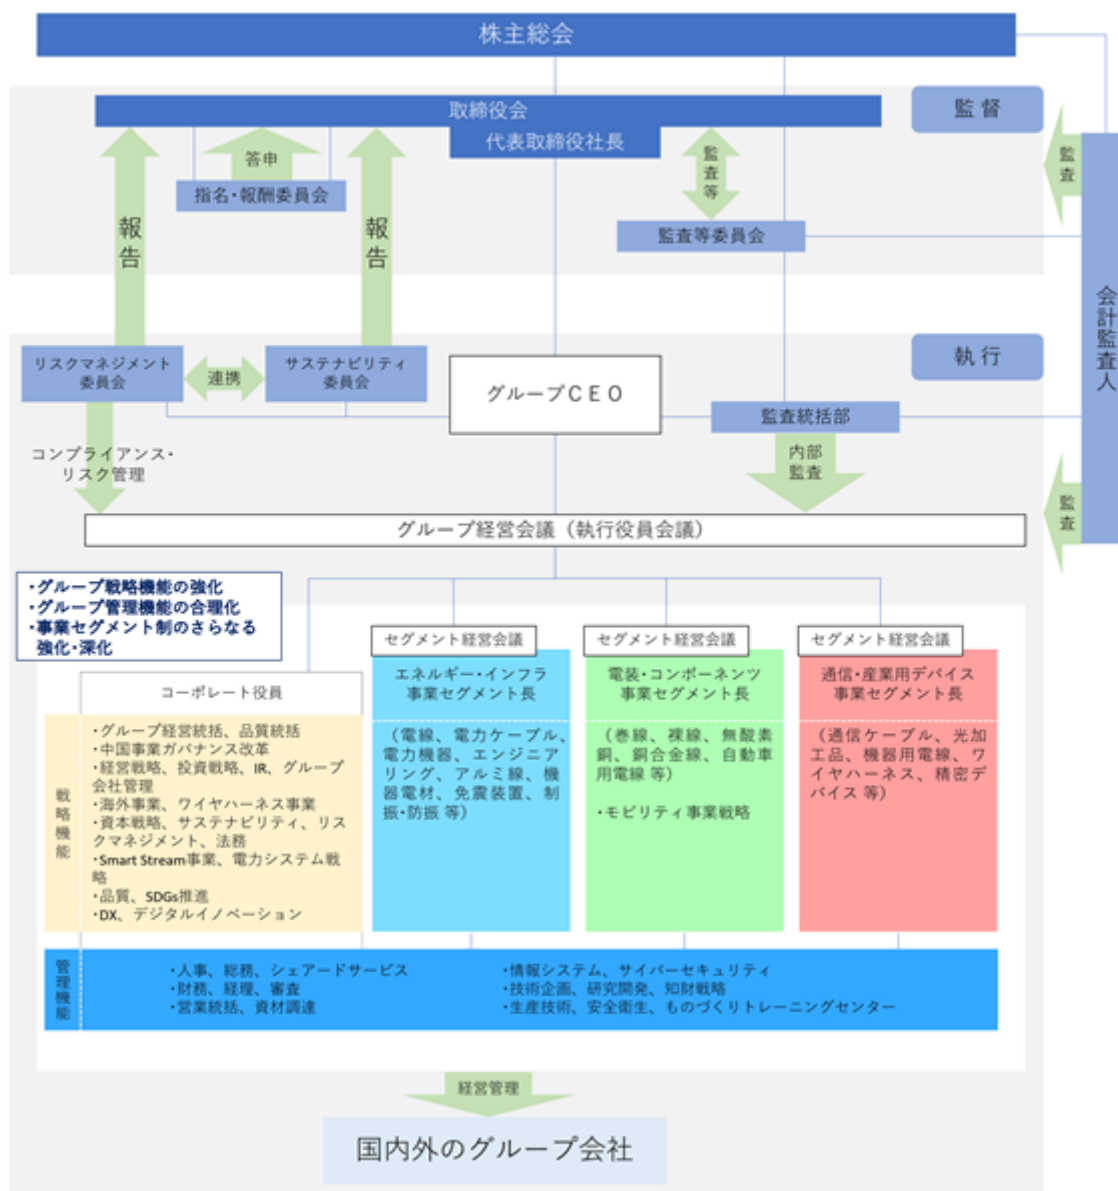 株主総会
取締役会
代表取締役社長
監督
答申
指名・報酬委員会
監査等
監査等委員会
監査
報告
報告
会計監査人
リスクマネジメント
委員会
連携
サステナビリティ
委員会
グループCEO
執行
監査統括部
コンプライアンス・
リスク管理
内部
監査
監査
グループ経営会議（執行役員会議）
・グループ戦略機能の強化
・グループ管理機能の合理化
・事業セグメント制のさらなる
強化・深化
コーポレート役員
戦略機能
・グループ経営統括、品質統括
・中国事業ガバナンス改革
・経営戦略、投資戦略、IR、グループ
会社管理
・海外事業、ワイヤハーネス事業
・資本戦略、サステナビリティ、リス
クマネジメント、法務
・Smart Stream事業、電力システム戦
略
・品質、SDGs推進
・DX、デジタルイノベーション
セグメント経営会議
エネルギー・インフラ
事業セグメント長
（電線、電力ケーブル、
電力機器、エンジニア
リング、アルミ線、機
器電材、免震装置、制
振・防振 等）
セグメント経営会議
電装・コンポーネンツ
事業セグメント長
（巻線、裸線、無酸素
銅、銅合金線、自動車
用電線 等）
・モビリティ事業戦略
セグメント経営会議
通信・産業用デバイス
事業セグメント長
（通信ケーブル、光加
工品、機器用電線、ワ
イヤハーネス、精密デ
バイス 等）
管理機能
・人事、総務、シェアードサービス
・財務、経理、審査
・営業統括、資材調達
・情報システム、サイバーセキュリティ
・技術企画、研究開発、知財戦略
・生産技術、安全衛生、ものづくりトレーニングセンター
経営管理
国内外のグループ会社